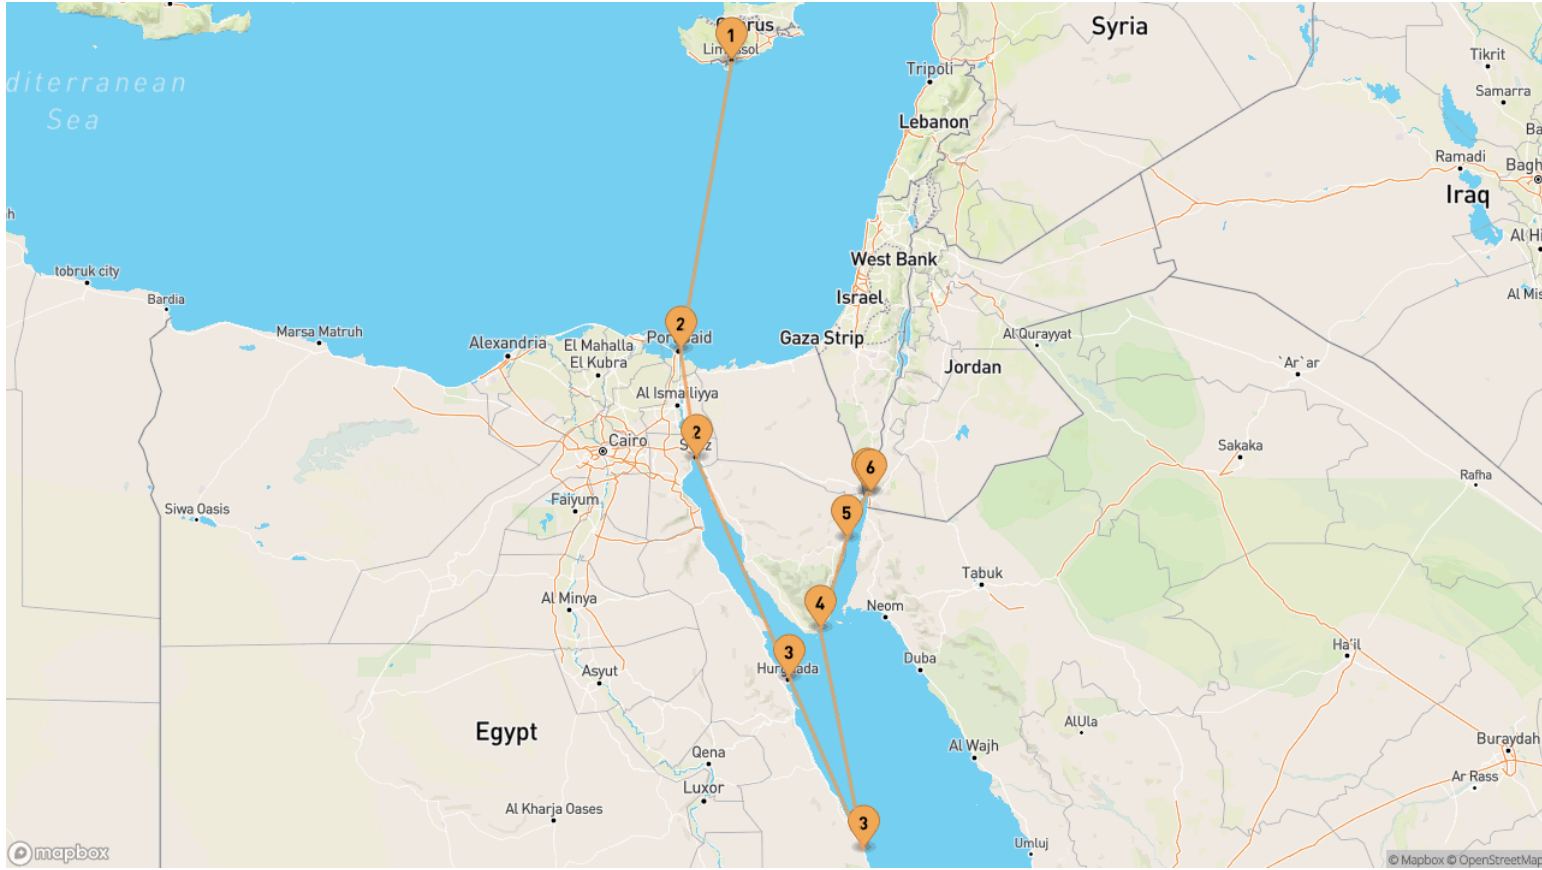 Syria
Tikrit
Samarra
1
Tripoli
diterranean
Sea
Lebanon
Ramadi
Iraq
West Bank
tobruk city
Israel
Bardia
2
Marsa Matruh
Alexandria
El Mahalla
El Kubra
Gaza Strip
Al Qurayyat
`Ar`ar
Jordan
Al Ismailiyya
2
Cairo
Sakaka
6
Rafha
Faiyum
Siwa Oasis
5
Tabuk
Al Minya
4
Neom
Ha'il
3
Duba
Asyut
AlUla
Egypt
Qena
Al Wajh
Buraydah
Luxor
Ar Rass
Al Kharja Oases
3
Umluj
mapbox
© Mapbox © OpenStreetMap